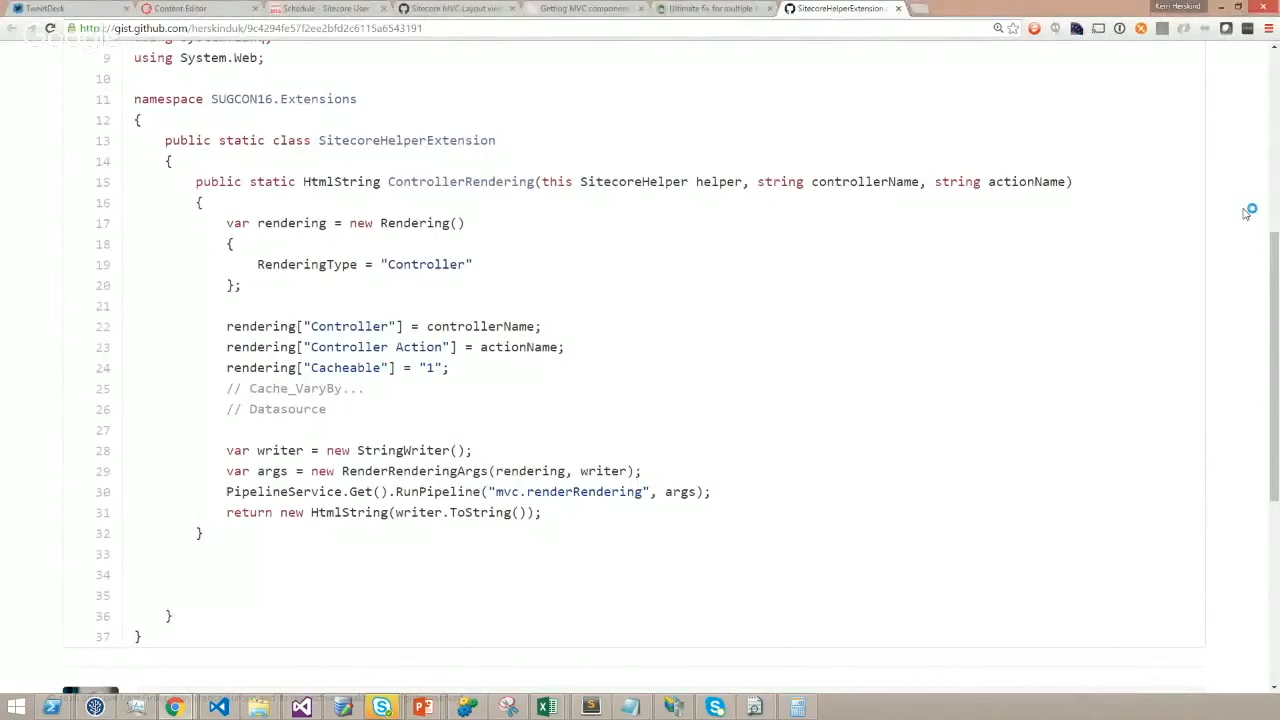 TweetDeck
Content Editor
Schedule - Sitecore User
Sitecore MVC Layout view
Getting MVC component
Ultimate fix for multiple
SitecoreHelperExtension.c
Kern Herskind
http://gist.github.com/herskinduk/9c4294fe57f2ee2bfd2c6115a6543191
9 using System.Web;
10
11 namespace SUGCON16.Extensions
12 {
13 public static class SitecoreHelperExtension
14 {
15 public static HtmlString ControllerRendering(this SitecoreHelper helper, string controllerName, string actionName)
16 {
17 var rendering = new Rendering()
18 {
19 RenderingType = "Controller"
20 };
21
22 rendering["Controller"] = controllerName;
23 rendering["Controller Action"] = actionName;
24 rendering["Cacheable"] = "1";
25 // Cache_VaryBy...
26 // Datasource
27
28 var writer = new StringWriter();
29 var args = new RenderRenderingArgs(rendering, writer);
30 PipelineService.Get().RunPipeline("mvc.renderRendering", args);
31 return new HtmlString(writer.ToString());
32 }
33
34
35
36 }
37 }